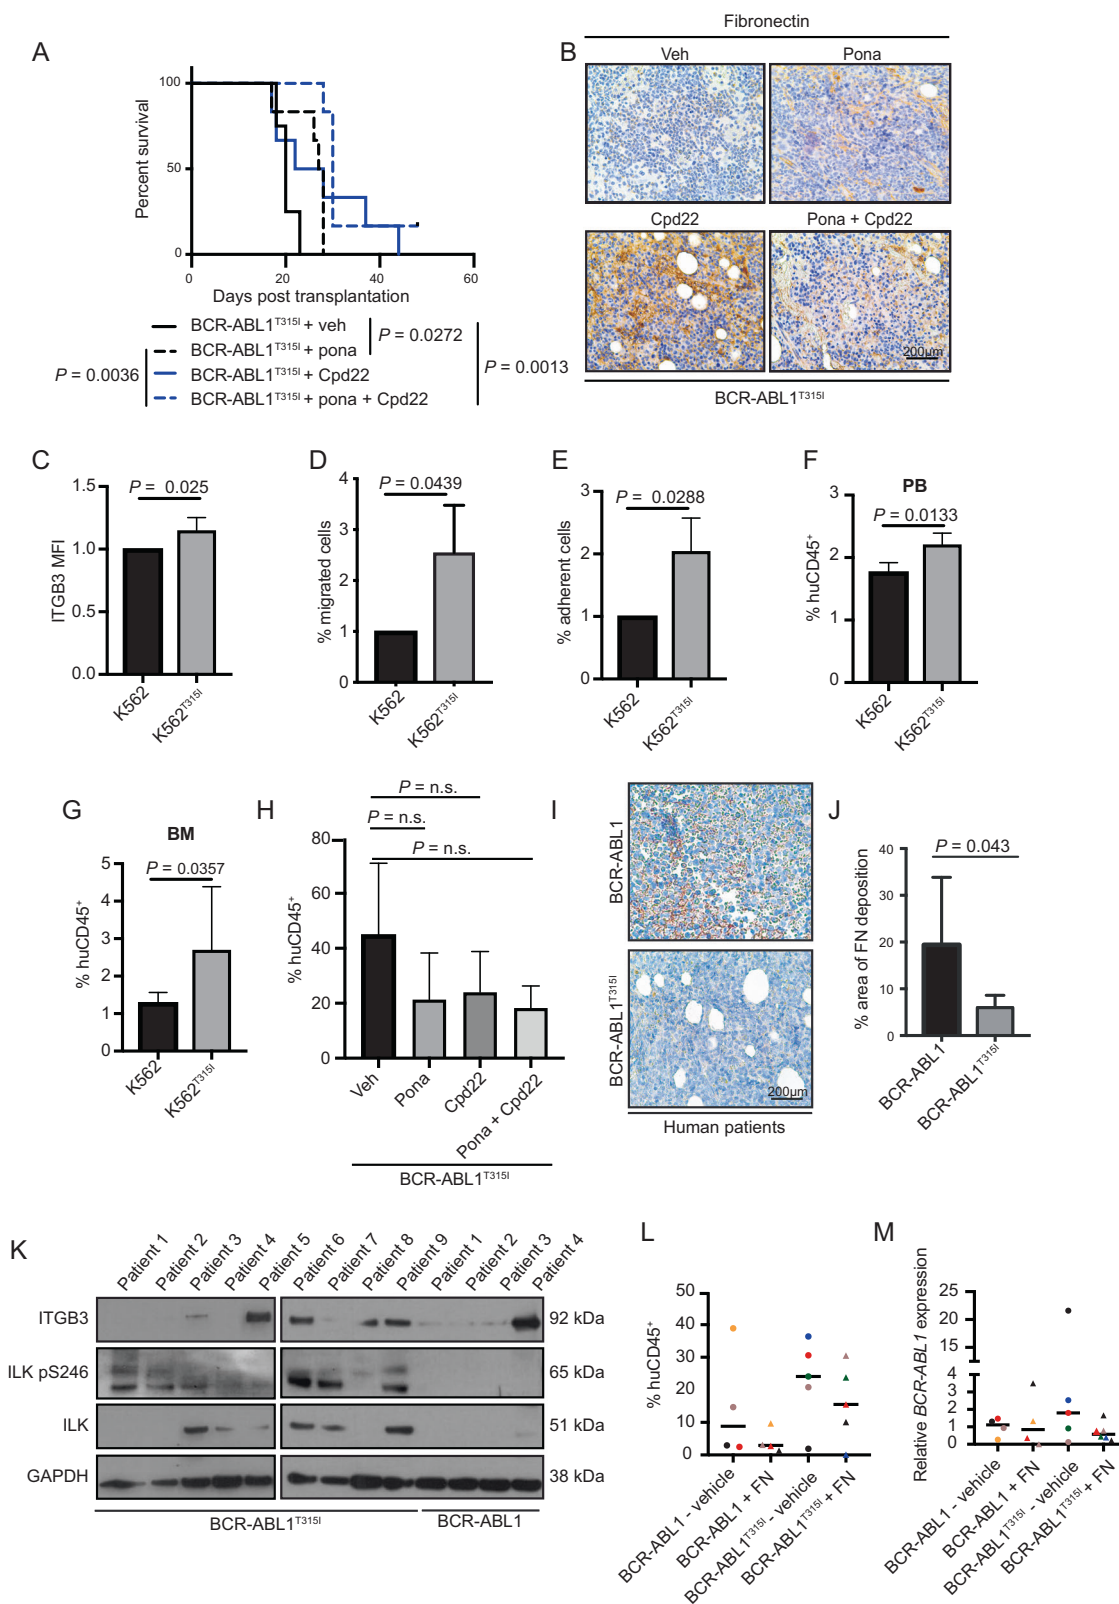 A
Percent survival
100
50
0
0
20
40
60
Days post transplantation
BCR-ABL1T315I + veh
BCR-ABL1T315I + pona
BCR-ABL1T315I + Cpd22
BCR-ABL1T315I + pona + Cpd22
P = 0.0272
P = 0.0036
P = 0.0013
B
Fibronectin
Veh
Pona
Cpd22
Pona + Cpd22
200µm
BCR-ABL1T315I
C
ITGB3 MFI
1.5
1.0
0.5
0.0
P = 0.025
K562
K562T315I
D
% migrated cells
4
3
2
1
0
P = 0.0439
K562
K562T315I
E
% adherent cells
3
2
1
0
P = 0.0288
K562
K562T315I
F
PB
% huCD45+
3
2
1
0
P = 0.0133
K562
K562T315I
G
BM
% huCD45+
5
4
3
2
1
0
P = 0.0357
K562
K562T315I
H
% huCD45+
80
60
40
20
0
P = n.s.
P = n.s.
P = n.s.
Veh
Pona
Cpd22
Pona + Cpd22
BCR-ABL1T315I
I
BCR-ABL1
BCR-ABL1T315I
200µm
Human patients
J
% area of FN deposition
40
30
20
10
0
P = 0.043
BCR-ABL1
BCR-ABL1T315I
K
Patient 1
Patient 2
Patient 3
Patient 4
Patient 5
Patient 6
Patient 7
Patient 8
Patient 9
Patient 1
Patient 2
Patient 3
Patient 4
ITGB3
92 kDa
ILK pS246
65 kDa
ILK
51 kDa
GAPDH
38 kDa
BCR-ABL1T315I
BCR-ABL1
L
% huCD45+
50
40
30
20
10
0
BCR-ABL1 - vehicle
BCR-ABL1 + FN
BCR-ABL1T315I - vehicle
BCR-ABL1T315I + FN
M
Relative BCR-ABL1 expression
25
20
15
10
4
3
2
1
0
BCR-ABL1 - vehicle
BCR-ABL1 + FN
BCR-ABL1T315I - vehicle
BCR-ABL1T315I + FN